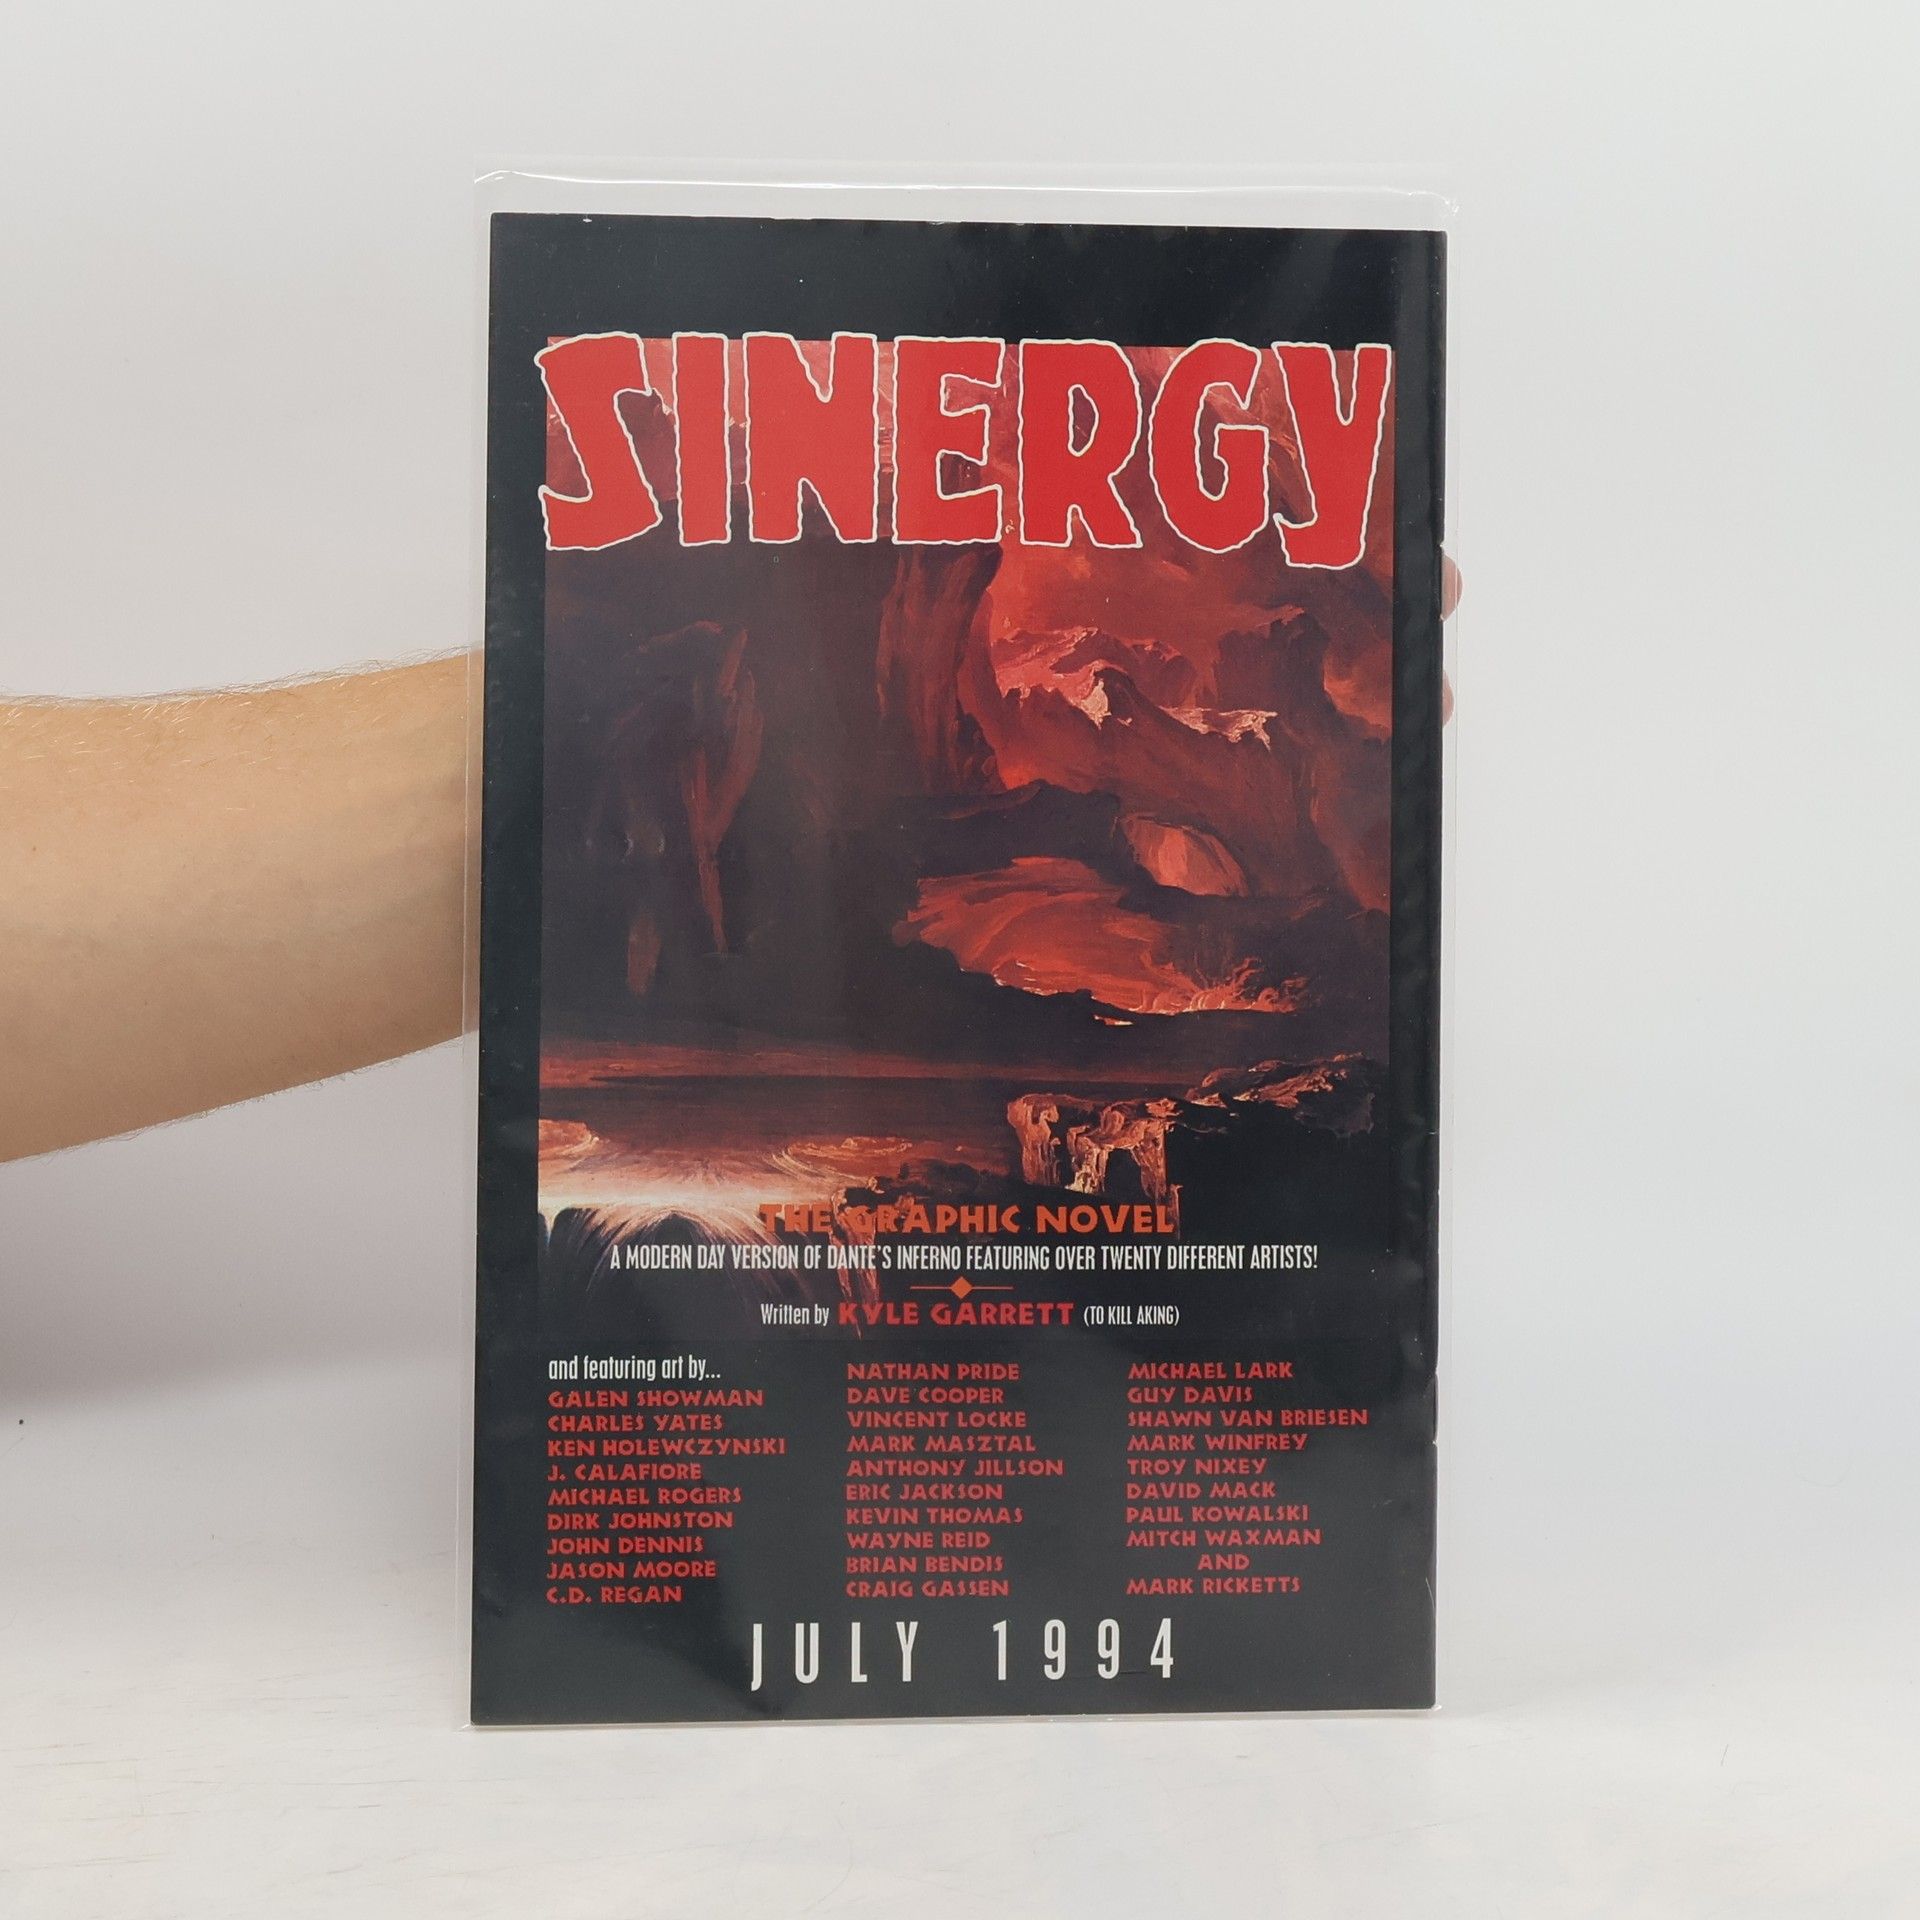 SINERGY
THE GRAPHIC NOVEL
A MODERN DAY VERSION OF DANTE'S INFERNO FEATURING OVER TWENTY DIFFERENT ARTISTS!
Written by KYLE GARRETT (TO KILL AKING)
and featuring art by...
GALEN SHOWMAN
CHARLES YATES
KEN HOLEWCZYNSKI
J. CALAFIORE
MICHAEL ROGERS
DIRK JOHNSTON
JOHN DENNIS
JASON MOORE
C.D. REGAN
NATHAN PRIDE
DAVE COOPER
VINCENT LOCKE
MARK MASZTAL
ANTHONY JILLSON
ERIC JACKSON
KEVIN THOMAS
WAYNE REID
BRIAN BENDIS
CRAIG GASSEN
MICHAEL LARK
GUY DAVIS
SHAWN VAN BRIESEN
MARK WINFREY
TROY NIXEY
DAVID MACK
PAUL KOWALSKI
MITCH WAXMAN
AND
MARK RICKETTS
JULY 1994